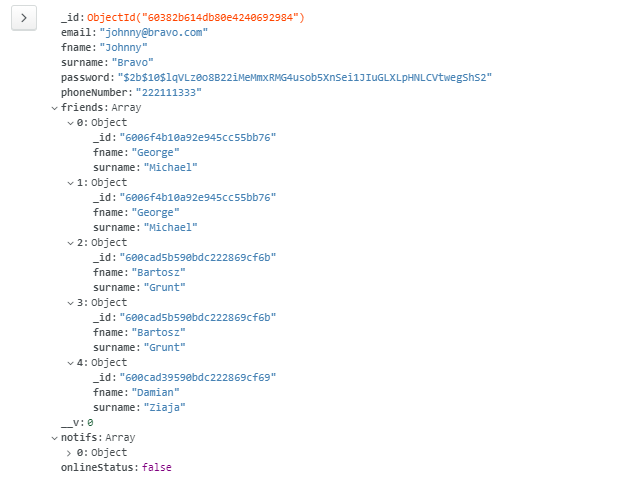 _id:ObjectId("60382b614db80e4240692984")
email:"johnny@bravo.com"
fname:"Johnny"
surname:"Bravo"
password:"$2b$10$lqVLz0o8B22iMeMmxRMG4usob5XnSei1JIuGLXLpHNLCVtwegShS2"
phoneNumber:"222111333"
friends:Array
0:Object
_id:"6006f4b10a92e945cc55bb76"
fname:"George"
surname:"Michael"
1:Object
_id:"6006f4b10a92e945cc55bb76"
fname:"George"
surname:"Michael"
2:Object
_id:"600cad5b590bdc222869cf6b"
fname:"Bartosz"
surname:"Grunt"
3:Object
_id:"600cad5b590bdc222869cf6b"
fname:"Bartosz"
surname:"Grunt"
4:Object
_id:"600cad39590bdc222869cf69"
fname:"Damian"
surname:"Ziaja"
__v:0
notifs:Array
0:Object
onlineStatus:false